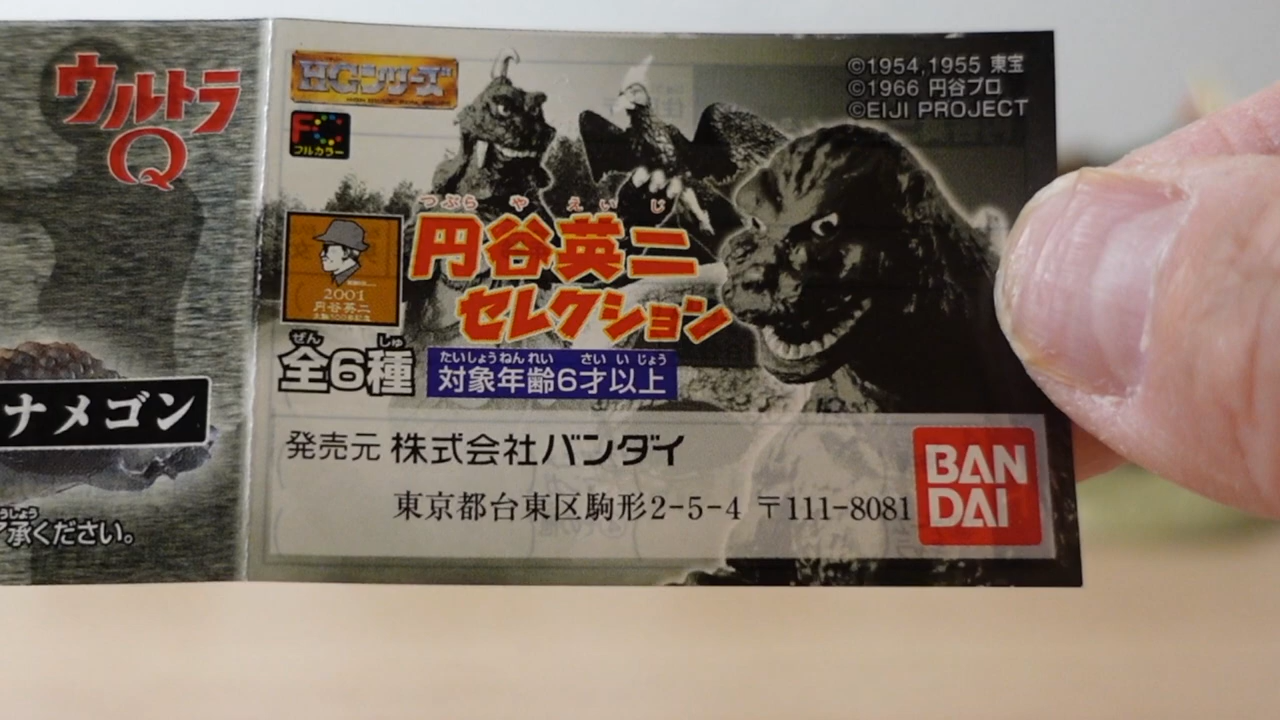 ウルトラ
Q
ナメゴン
承ください。
HGシリーズ
フルカラー
©1954,1955 東宝
©1966 円谷プロ
©EIJI PROJECT
つぶら や えい じ
円谷英二
セレクション
2001
円谷英二
ぜん しゅ
全6種
たいしょうねんれい さい い じょう
対象年齢6才以上
発売元 株式会社バンダイ
東京都台東区駒形2-5-4 〒111-8081
BAN
DAI